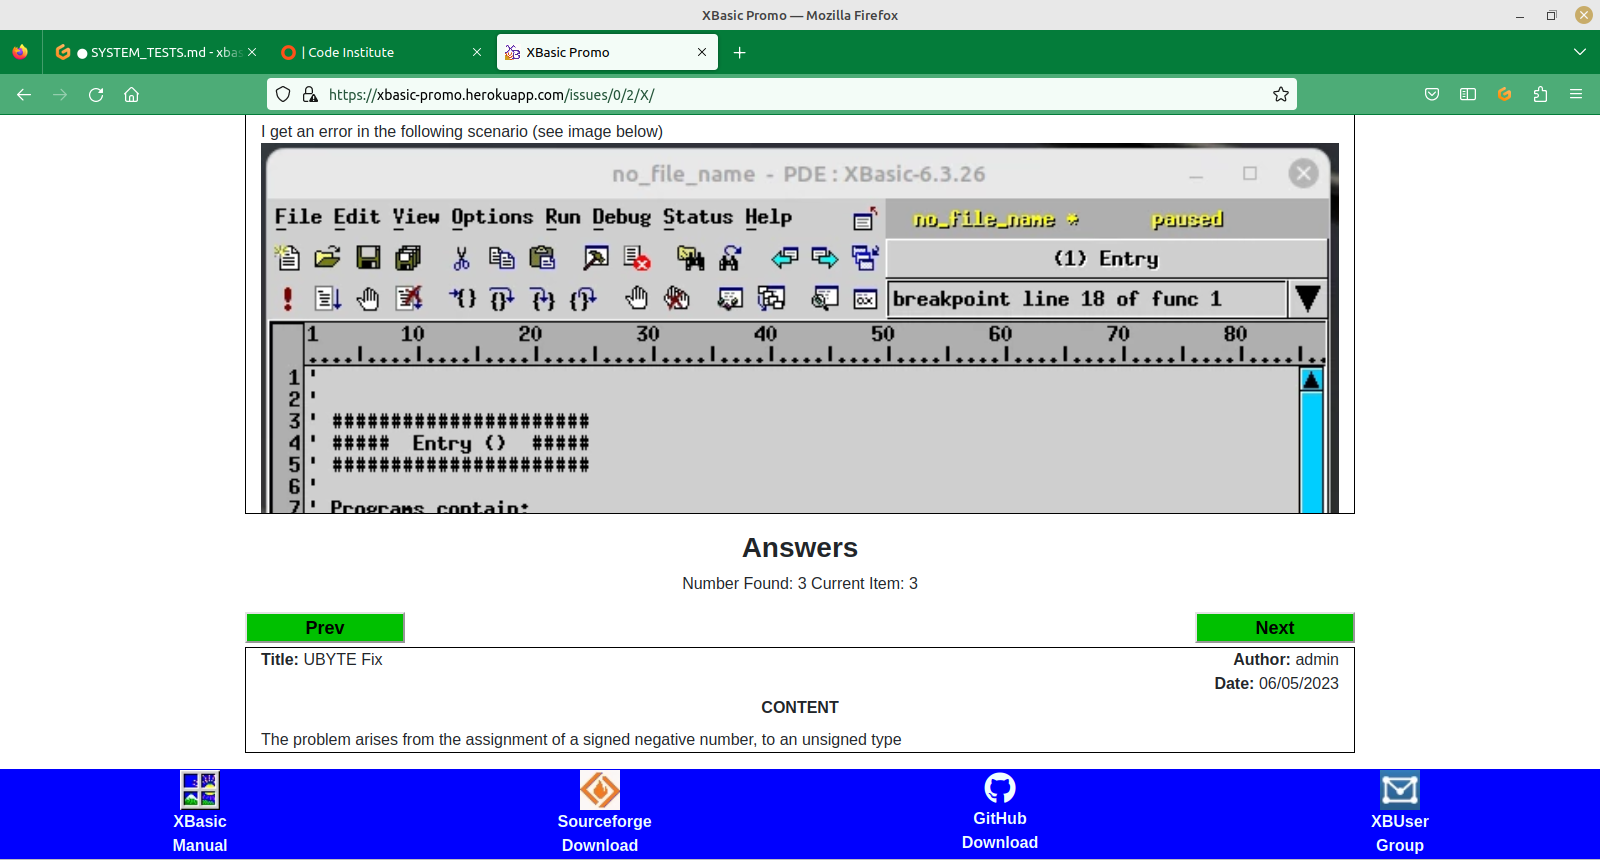 XBasic Promo — Mozilla Firefox
SYSTEM_TESTS.md - xbas
| Code Institute
XBasic Promo
https://xbasic-promo.herokuapp.com/issues/0/2/X/
I get an error in the following scenario (see image below)
no_file_name - PDE : XBasic-6.3.26
File Edit View Options Run Debug Status Help
no_file_name * paused
(1) Entry
breakpoint line 18 of func 1
1 10 20 30 40 50 60 70 80
1 '
2 '
3 ' ######################
4 ' ##### Entry () #####
5 ' ######################
6 '
7 ' Programs contain:
Answers
Number Found: 3 Current Item: 3
Prev
Next
Title: UBYTE Fix
Author: admin
Date: 06/05/2023
CONTENT
The problem arises from the assignment of a signed negative number, to an unsigned type
XBasic
Manual
Sourceforge
Download
GitHub
Download
XBUser
Group